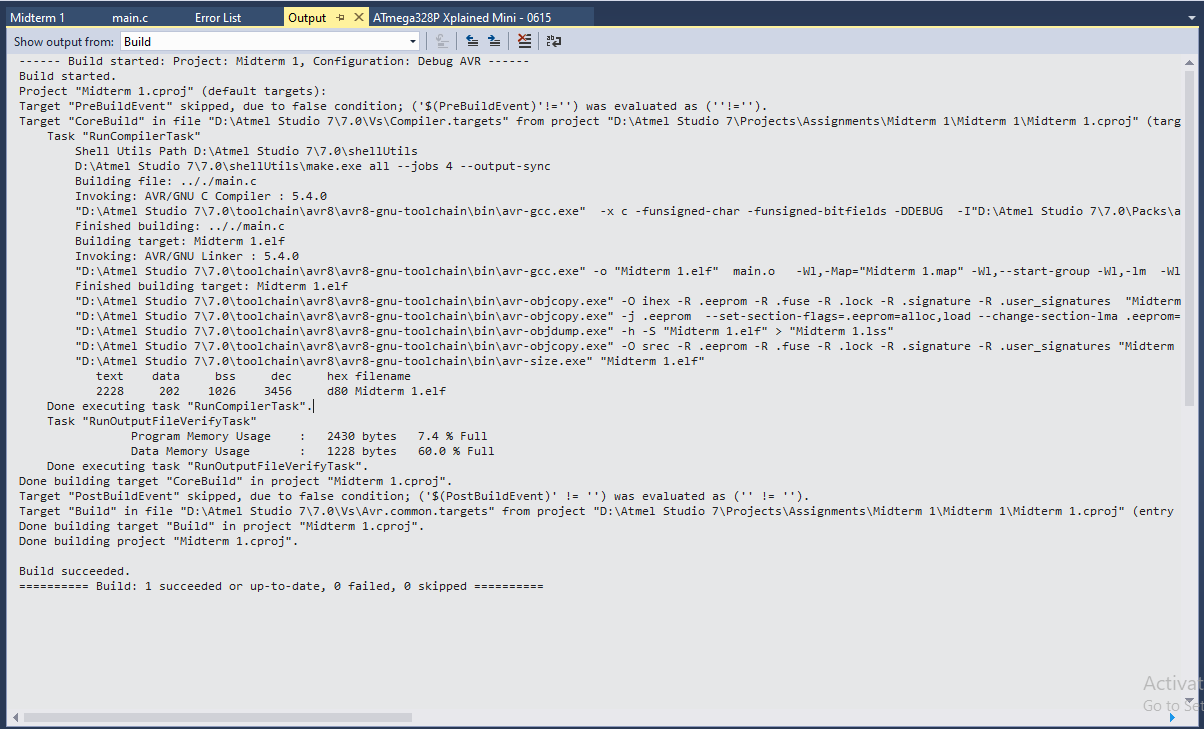 Midterm 1 main.c Error List Output ATmega328P Xplained Mini - 0615
Show output from: Build
------ Build started: Project: Midterm 1, Configuration: Debug AVR ------
Build started.
Project "Midterm 1.cproj" (default targets):
Target "PreBuildEvent" skipped, due to false condition; ('$(PreBuildEvent)'!='') was evaluated as (''!='').
Target "CoreBuild" in file "D:\Atmel Studio 7\7.0\Vs\Compiler.targets" from project "D:\Atmel Studio 7\Projects\Assignments\Midterm 1\Midterm 1\Midterm 1.cproj" (targ
Task "RunCompilerTask"
Shell Utils Path D:\Atmel Studio 7\7.0\shellUtils
D:\Atmel Studio 7\7.0\shellUtils\make.exe all --jobs 4 --output-sync
Building file: .././main.c
Invoking: AVR/GNU C Compiler : 5.4.0
"D:\Atmel Studio 7\7.0\toolchain\avr8\avr8-gnu-toolchain\bin\avr-gcc.exe"  -x c -funsigned-char -funsigned-bitfields -DDEBUG  -I"D:\Atmel Studio 7\7.0\Packs\a
Finished building: .././main.c
Building target: Midterm 1.elf
Invoking: AVR/GNU Linker : 5.4.0
"D:\Atmel Studio 7\7.0\toolchain\avr8\avr8-gnu-toolchain\bin\avr-gcc.exe" -o "Midterm 1.elf"  main.o   -Wl,-Map="Midterm 1.map" -Wl,--start-group -Wl,-lm  -Wl
Finished building target: Midterm 1.elf
"D:\Atmel Studio 7\7.0\toolchain\avr8\avr8-gnu-toolchain\bin\avr-objcopy.exe" -O ihex -R .eeprom -R .fuse -R .lock -R .signature -R .user_signatures  "Midterm
"D:\Atmel Studio 7\7.0\toolchain\avr8\avr8-gnu-toolchain\bin\avr-objcopy.exe" -j .eeprom  --set-section-flags=.eeprom=alloc,load --change-section-lma .eeprom=
"D:\Atmel Studio 7\7.0\toolchain\avr8\avr8-gnu-toolchain\bin\avr-objdump.exe" -h -S "Midterm 1.elf" > "Midterm 1.lss"
"D:\Atmel Studio 7\7.0\toolchain\avr8\avr8-gnu-toolchain\bin\avr-objcopy.exe" -O srec -R .eeprom -R .fuse -R .lock -R .signature -R .user_signatures "Midterm
"D:\Atmel Studio 7\7.0\toolchain\avr8\avr8-gnu-toolchain\bin\avr-size.exe" "Midterm 1.elf"
text    data     bss     dec     hex filename
2228     202    1026    3456     d80 Midterm 1.elf
Done executing task "RunCompilerTask".
Task "RunOutputFileVerifyTask"
Program Memory Usage    :   2430 bytes   7.4 % Full
Data Memory Usage       :   1228 bytes   60.0 % Full
Done executing task "RunOutputFileVerifyTask".
Done building target "CoreBuild" in project "Midterm 1.cproj".
Target "PostBuildEvent" skipped, due to false condition; ('$(PostBuildEvent)' != '') was evaluated as ('' != '').
Target "Build" in file "D:\Atmel Studio 7\7.0\Vs\Avr.common.targets" from project "D:\Atmel Studio 7\Projects\Assignments\Midterm 1\Midterm 1\Midterm 1.cproj" (entry
Done building target "Build" in project "Midterm 1.cproj".
Done building project "Midterm 1.cproj".
Build succeeded.
========== Build: 1 succeeded or up-to-date, 0 failed, 0 skipped ==========
Activat
Go to Set